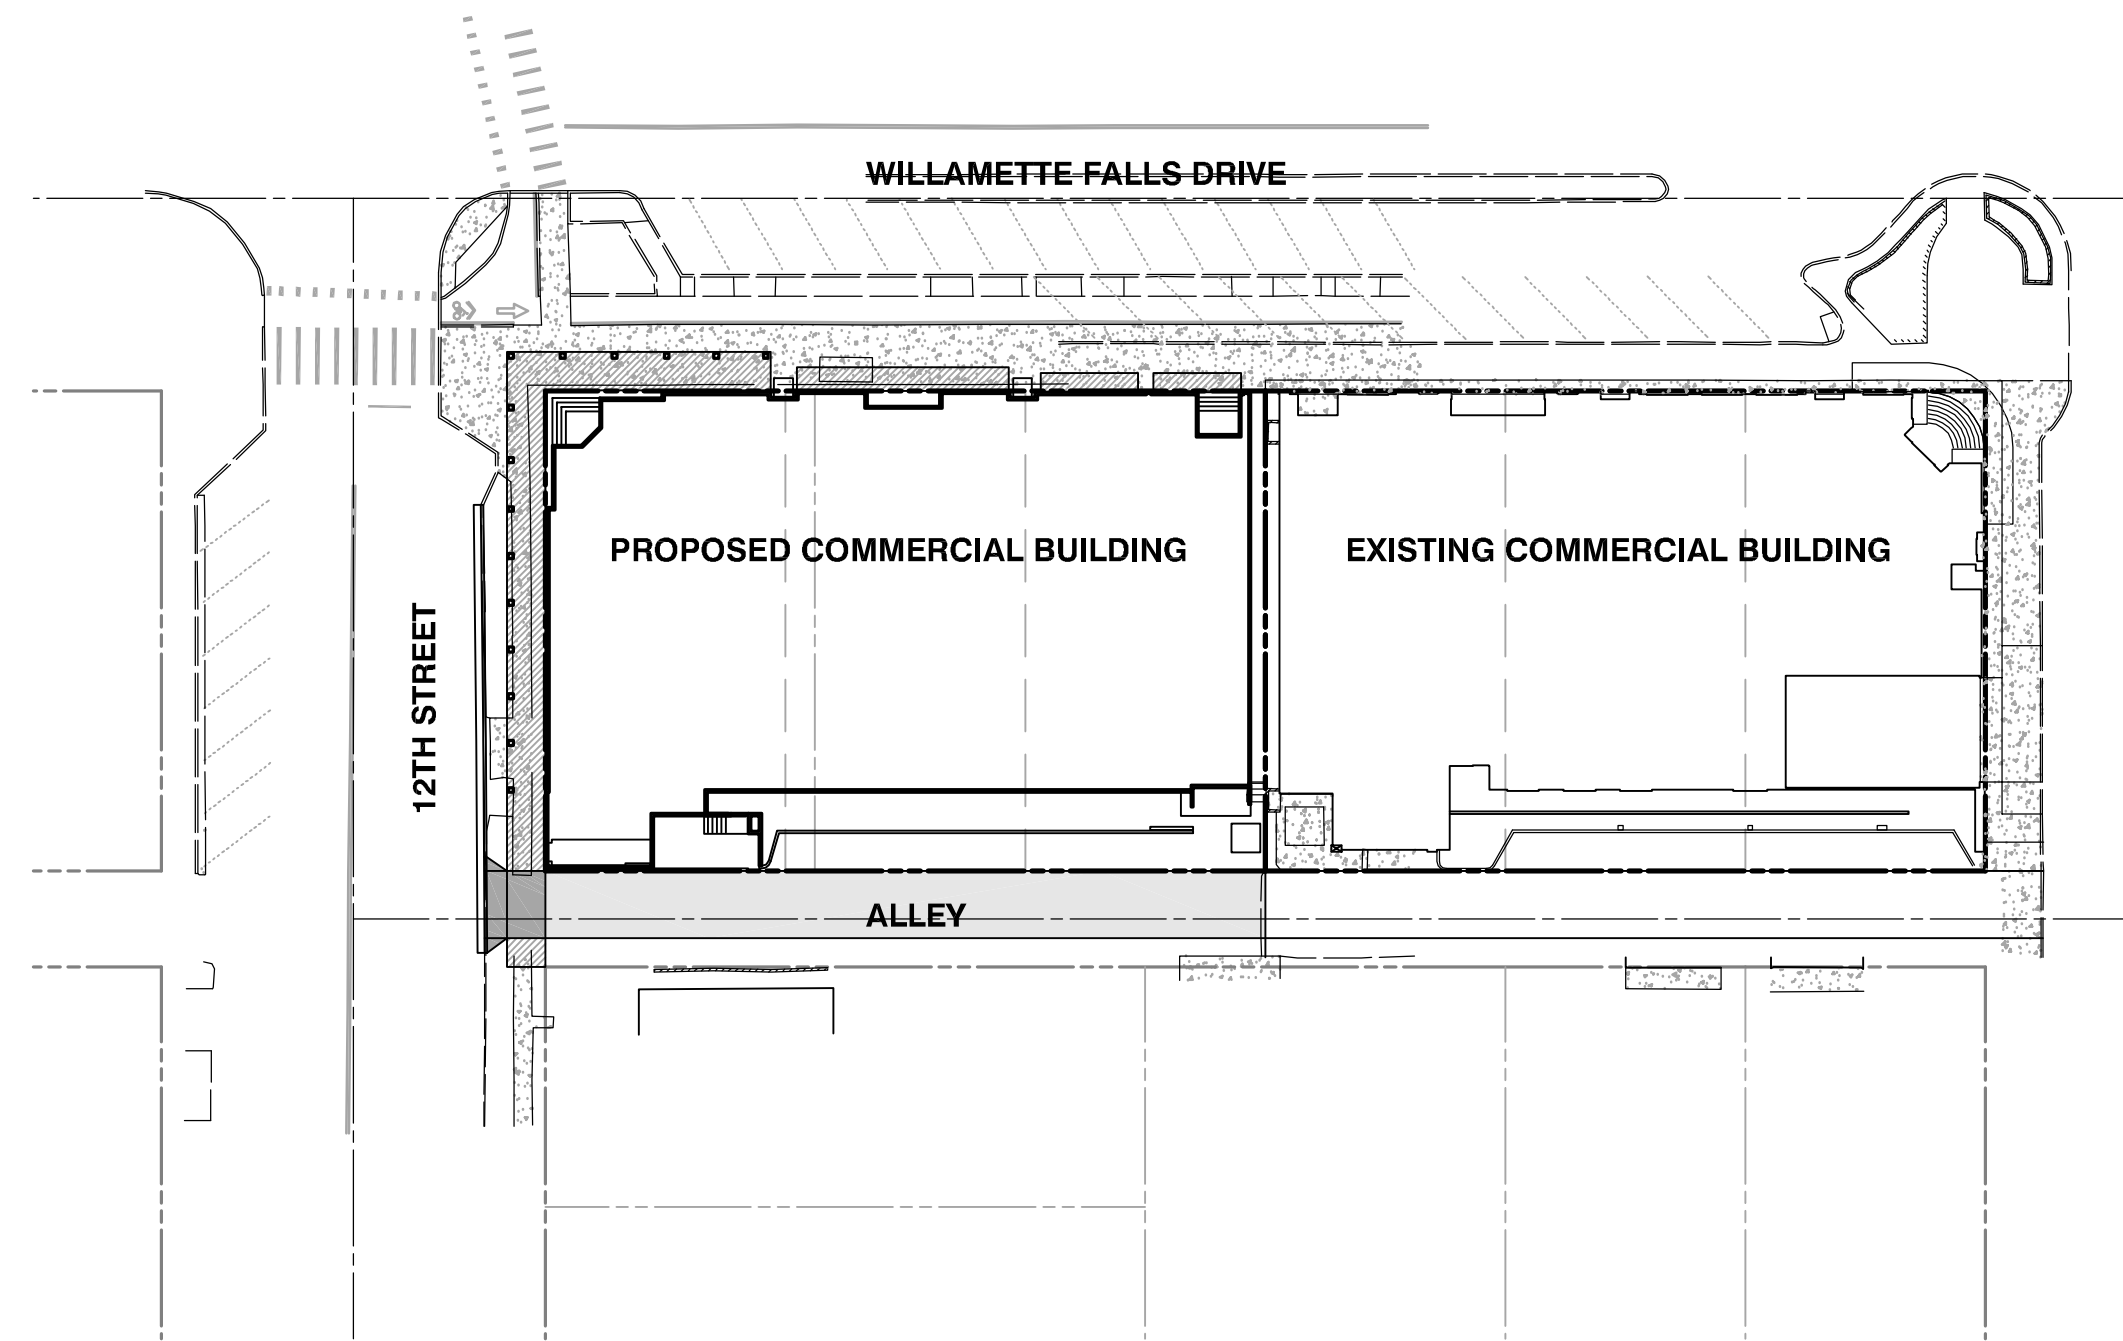 WILLAMETTE FALLS DRIVE
PROPOSED COMMERCIAL BUILDING
EXISTING COMMERCIAL BUILDING
12TH STREET
ALLEY